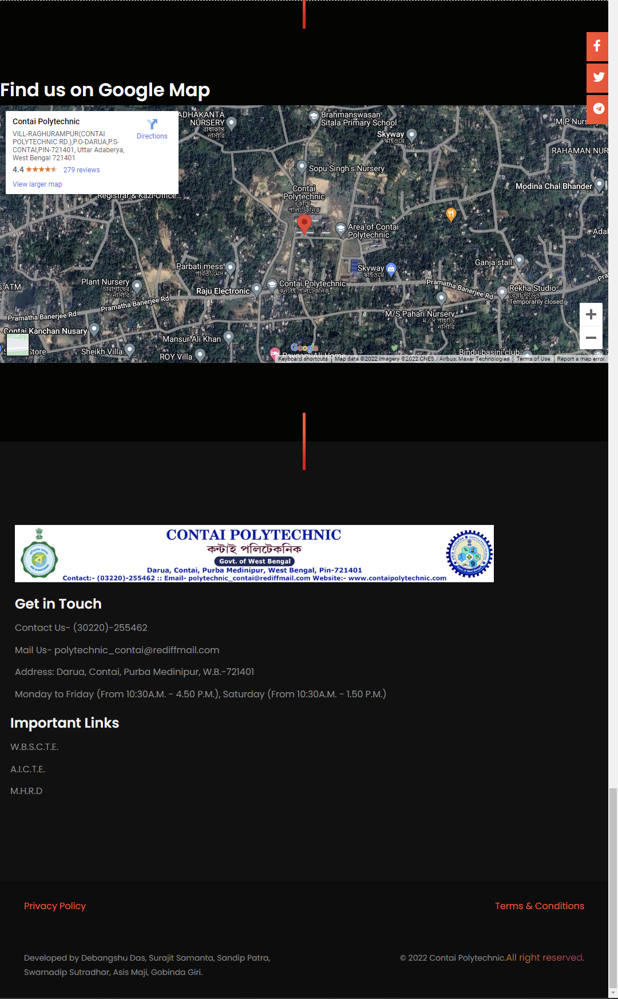 Find us on Google Map
Contai Polytechnic
Directions
VILL-RAGHURAMPUR(CONTAI
POLYTECHNIC RD.),P.O-DARUA,P.S-
CONTAI,PIN-721401, Uttar Adaberya,
West Bengal 721401
4.4
279 reviews
View larger map
Registrar & Kazi Office...
ADHAKANTA
NURSERY
রাধাকান্ত
নার্সারি
Brahmanswasan
Sitala Primary School
Skyway
স্কাইওয়ে
M P Nursery
RAHAMAN NUR
Sopu Singh's Nursery
Modina Chal Bhander
Contai
Polytechnic
কাঁথি
পলিটেকনিক
Area of Contai
Polytechnic
Adal
Parbati mess
পার্বতী মেস
Skyway
স্কাইওয়ে
Ganja stall
s ATM
Plant Nursery
চারাগাছের
নার্সারি
Raju Electronic
Contai Polytechnic
কনটাই পলিটেকনিক
Pramatha Banerjee Rd
Rekha Studio
রেখা স্টুডিও
Temporarily closed
Pra
Pramatha Banerjee Rd
Pramatha Banerjee Rd
M/S Pahari Nursery
ম/স পাহাড়ি
নার্সারি
Contai Kanchan Nusary
Mansur Ali Khan
Store
Sheikh Villa
ROY Villa
Google
Paygam Ali Home
Bindu basini club
Keyboard shortcuts
Map data ©2022 Imagery ©2022 CNES / Airbus, Maxar Technologies
Terms of Use
Report a map error
CONTAI POLYTECHNIC
কন্টাই পলিটেকনিক
Govt. of West Bengal
Darua, Contai, Purba Medinipur, West Bengal, Pin-721401
Contact:- (03220)-255462 :: Email- polytechnic_contai@rediffmail.com Website:- www.contaipolytechnic.com
Get in Touch
Contact Us- (30220)-255462
Mail Us- polytechnic_contai@rediffmail.com
Address: Darua, Contai, Purba Medinipur, W.B.-721401
Monday to Friday (From 10:30A.M. - 4.50 P.M.), Saturday (From 10:30A.M. - 1.50 P.M.)
Important Links
W.B.S.C.T.E.
A.I.C.T.E.
M.H.R.D
Privacy Policy
Terms & Conditions
Developed by Debangshu Das, Surajit Samanta, Sandip Patra,
Swarnadip Sutradhar, Asis Maji, Gobinda Giri.
© 2022 Contai Polytechnic.All right reserved.